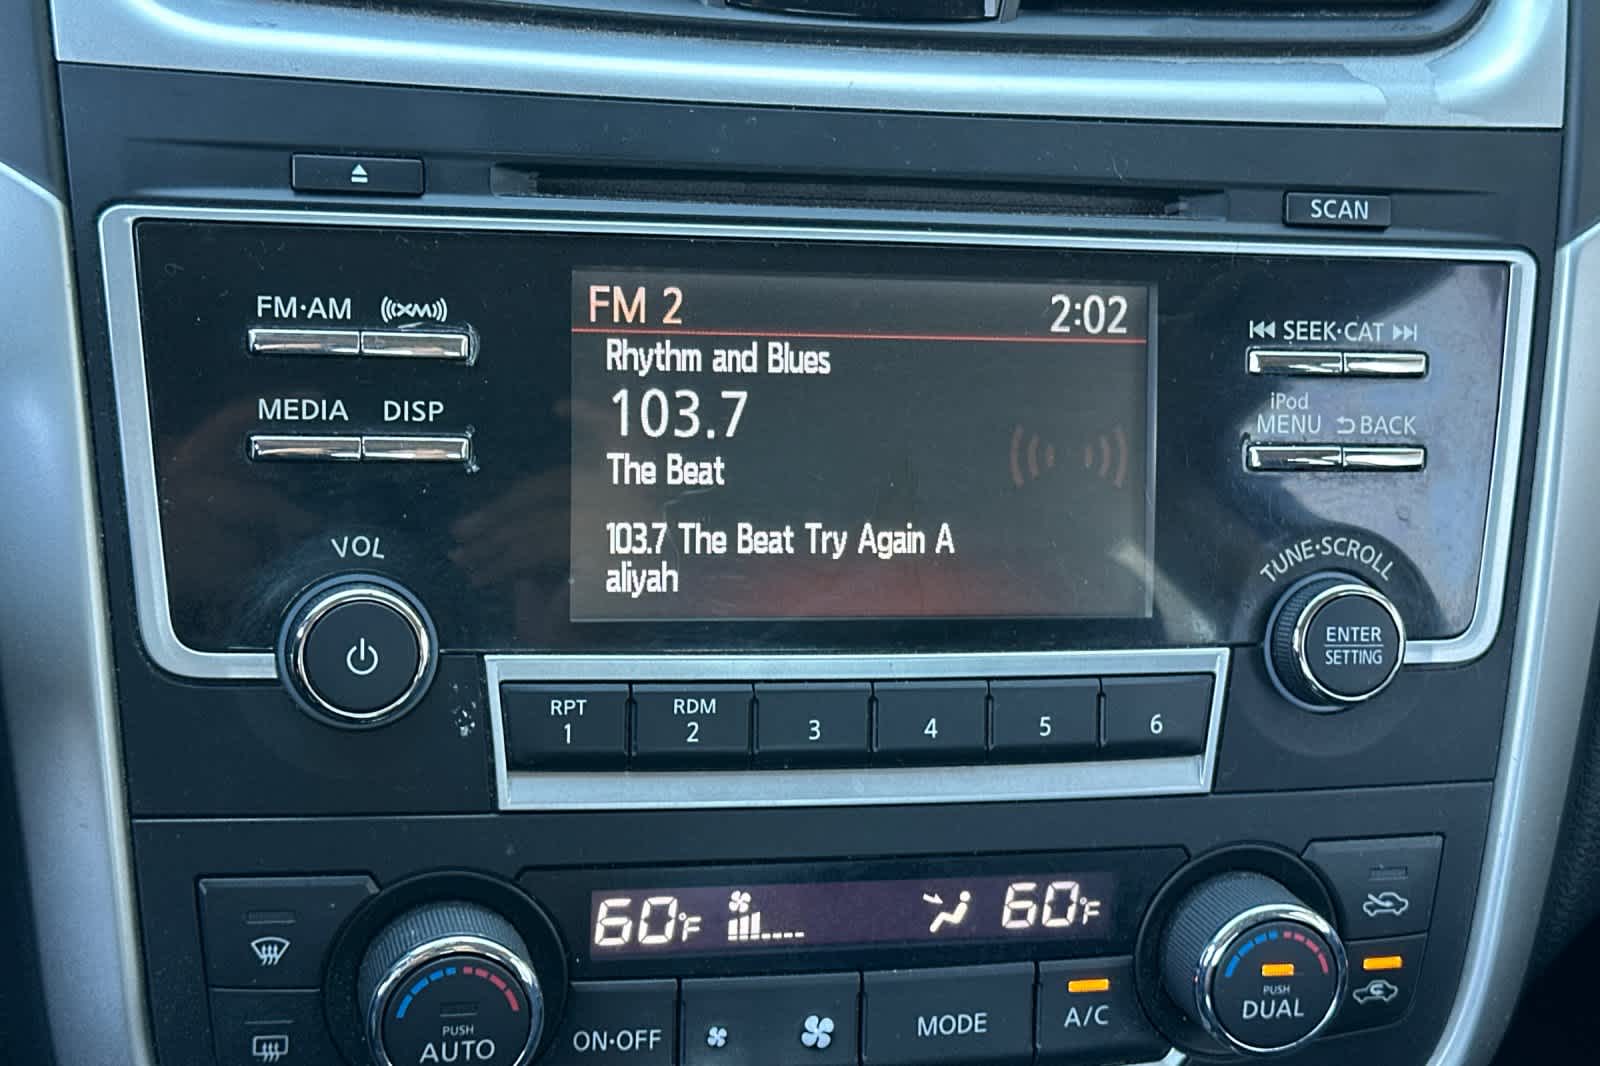 SCAN
FM·AM
XM
MEDIA DISP
VOL
FM 2 2:02
Rhythm and Blues
103.7
The Beat
103.7 The Beat Try Again A
aliyah
SEEK·CAT
iPod
MENU BACK
TUNE·SCROLL
ENTER
SETTING
RPT
1
RDM
2
3
4
5
6
60°F
60°F
PUSH
AUTO
ON·OFF
MODE
A/C
PUSH
DUAL